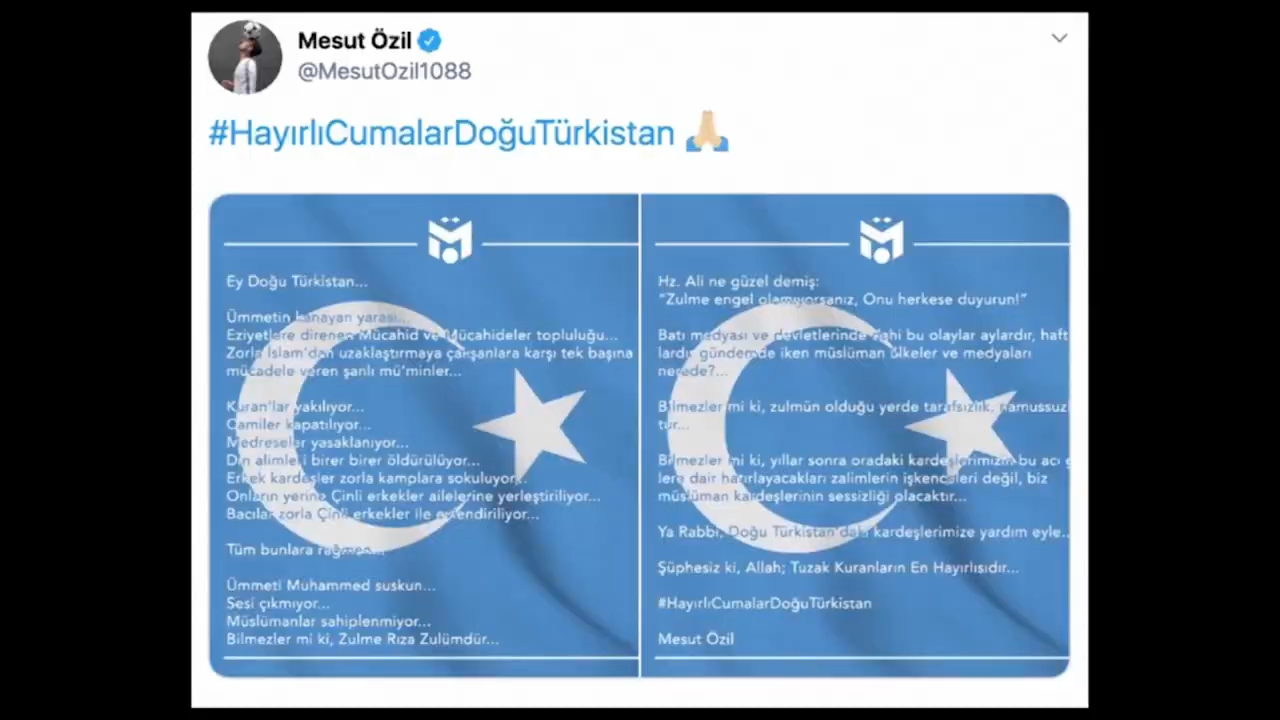 Mesut Özil
@MesutOzil1088
#HayırlıCumalarDoğuTürkistan
Ey Doğu Türkistan...
Ümmetin kanayan yarası...
Eziyetlere direnen Mücahid ve Mücahideler topluluğu...
Zorla İslam'dan uzaklaştırmaya çalışanlara karşı tek başına
mücadele veren şanlı mü'minler...
Kuran'lar yakılıyor...
Camiler kapatılıyor...
Medreseler yasaklanıyor...
Din alimleri birer birer öldürülüyor...
Erkek kardeşler zorla kamplara sokuluyor...
Onların yerine Çinli erkekler ailelerine yerleştiriliyor...
Bacılar zorla Çinli erkekler ile evlendiriliyor...
Tüm bunlara rağmen...
Ümmeti Muhammed suskun...
Sesi çıkmıyor...
Müslümanlar sahiplenmiyor...
Bilmezler mi ki, Zulme Rıza Zulümdür...
Hz. Ali ne güzel demiş:
"Zulme engel olamıyorsanız, Onu herkese duyurun!"
Batı medyası ve devletlerinde dahi bu olaylar aylardır, haft
lardır gündemde iken müslüman ülkeler ve medyaları
nerede?...
Bilmezler mi ki, zulmün olduğu yerde tarafsızlık, namussuz
tur...
Bilmezler mi ki, yıllar sonra oradaki kardeşlerimizin bu acı g
lere dair hatırlayacakları zalimlerin işkenceleri değil, biz
müslüman kardeşlerinin sessizliği olacaktır...
Ya Rabbi, Doğu Türkistan'daki kardeşlerimize yardım eyle..
Şüphesiz ki, Allah; Tuzak Kuranların En Hayırlısıdır...
#HayırlıCumalarDoğuTürkistan
Mesut Özil